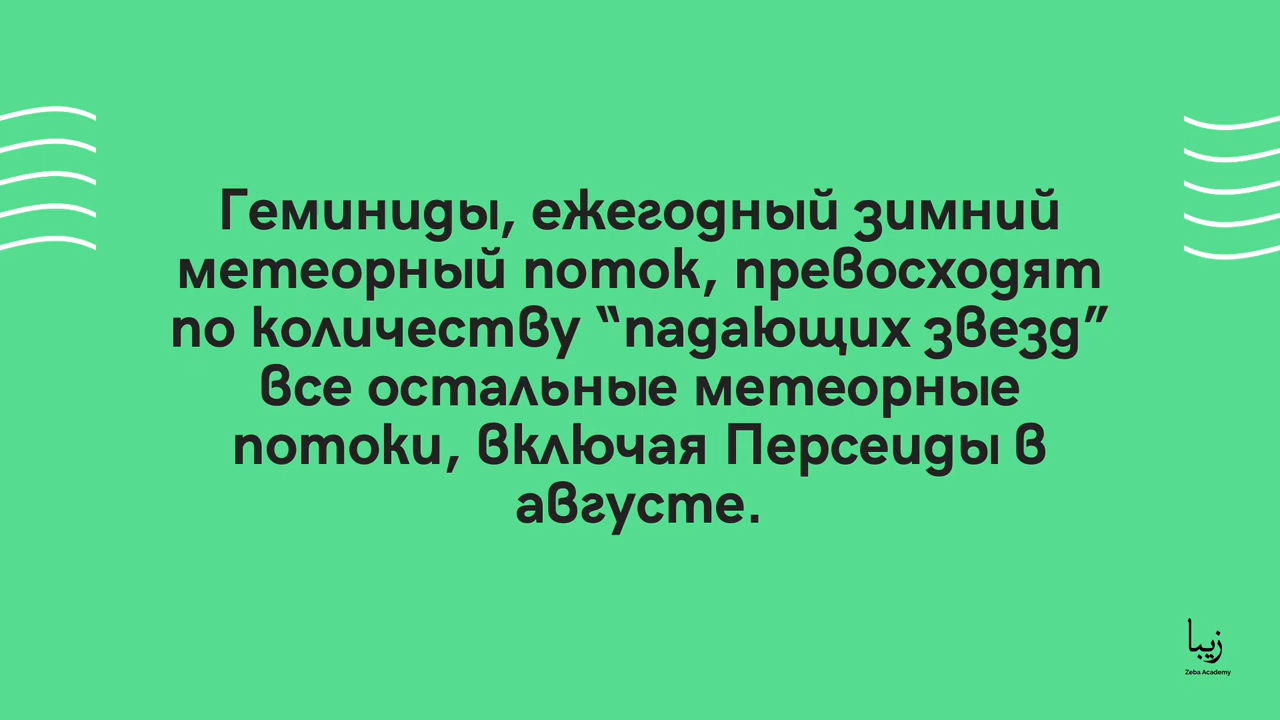 Геминиды, ежегодный зимний
метеорный поток, превосходят
по количеству “падающих звезд”
все остальные метеорные
потоки, включая Персеиды в
августе.
زيبا
Zeba Academy